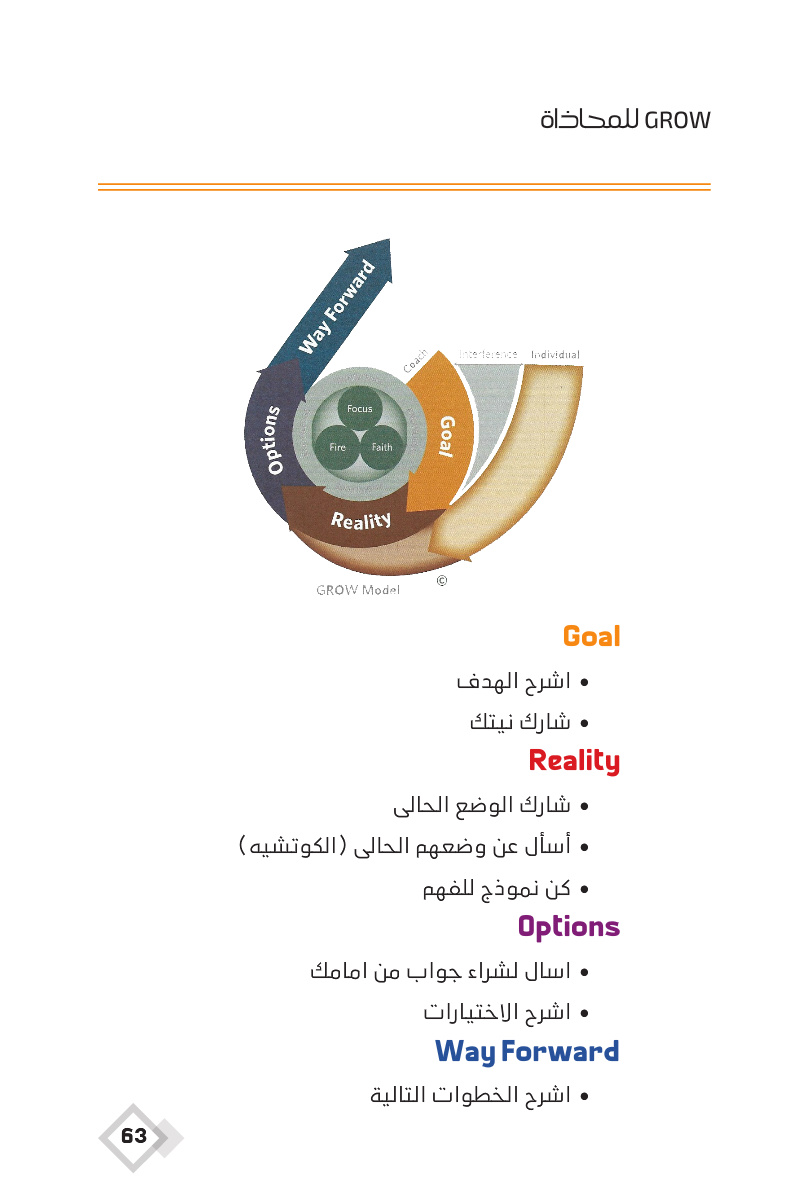 GROW للمحاذاة
Way Forward
Coach
Interference
Individual
Focus
Fire
Faith
Options
Goal
Reality
GROW Model
©
Goal
• اشرح الهدف
• شارك نيتك
Reality
• شارك الوضع الحالى
• أسأل عن وضعهم الحالى (الكوتشيه)
• كن نموذج للفهم
Options
• اسال لشراء جواب من امامك
• اشرح الاختيارات
Way Forward
• اشرح الخطوات التالية
63